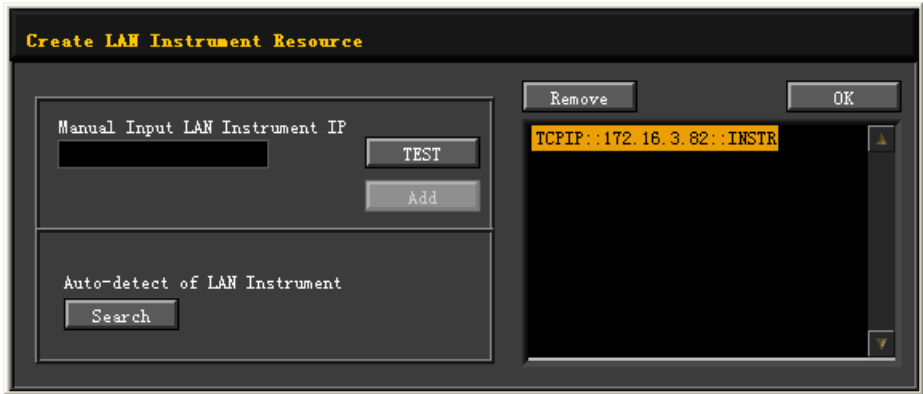 Create LAN Instrument Resource
Manual Input LAN Instrument IP
TEST
Add
Auto-detect of LAN Instrument
Search
Remove
OK
TCPIP::172.16.3.82::INSTR